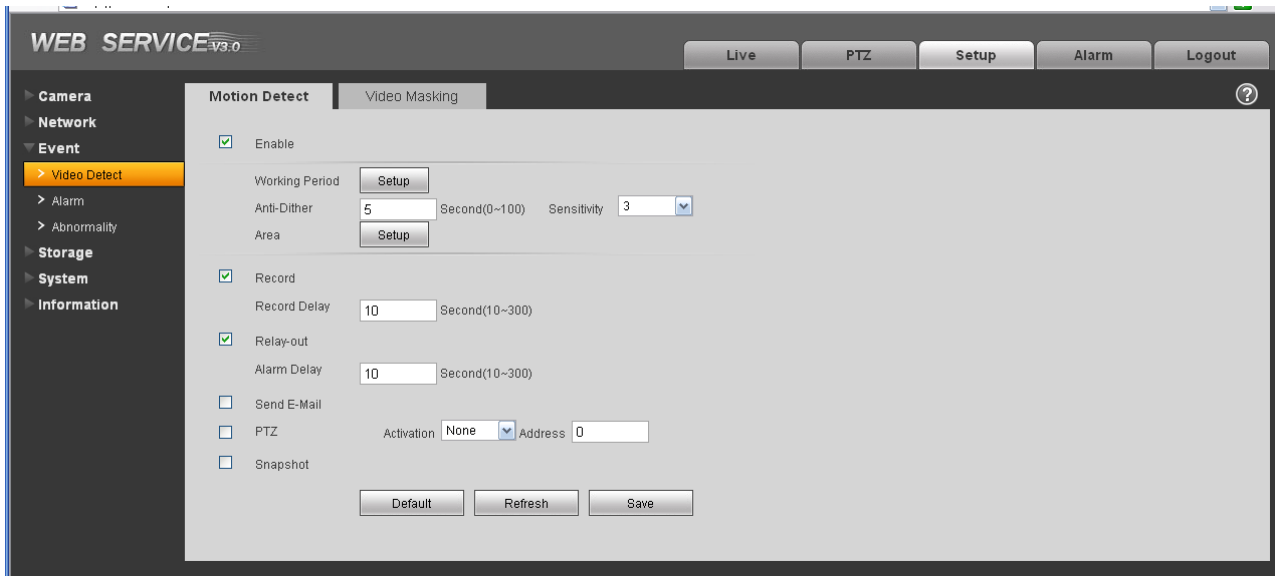 WEB SERVICE V3.0
Live PTZ Setup Alarm Logout
Camera
Network
Event
> Video Detect
> Alarm
> Abnormality
Storage
System
Information
Motion Detect Video Masking ?
Enable
Working Period Setup
Anti-Dither 5 Second(0~100) Sensitivity 3
Area Setup
Record
Record Delay 10 Second(10~300)
Relay-out
Alarm Delay 10 Second(10~300)
Send E-Mail
PTZ Activation None Address 0
Snapshot
Default Refresh Save